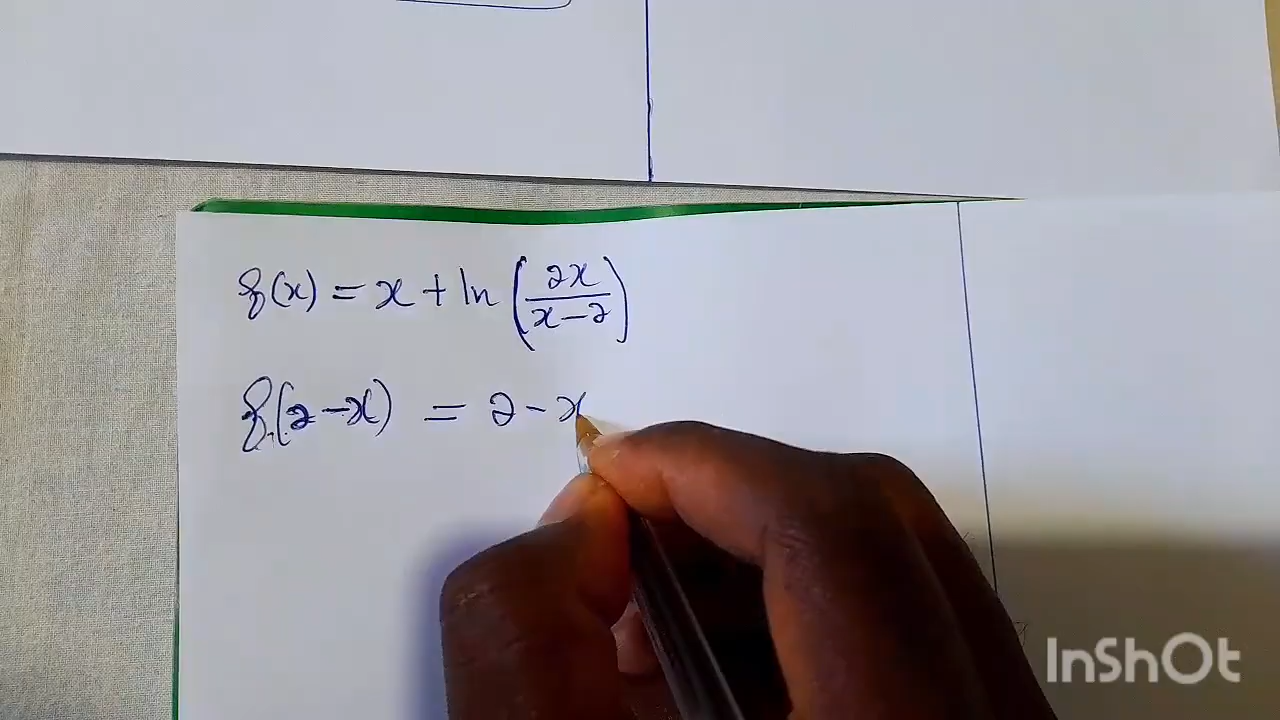 f(x) = x + ln (2x / x-2)
f(2-x) = 2-x
InShOt